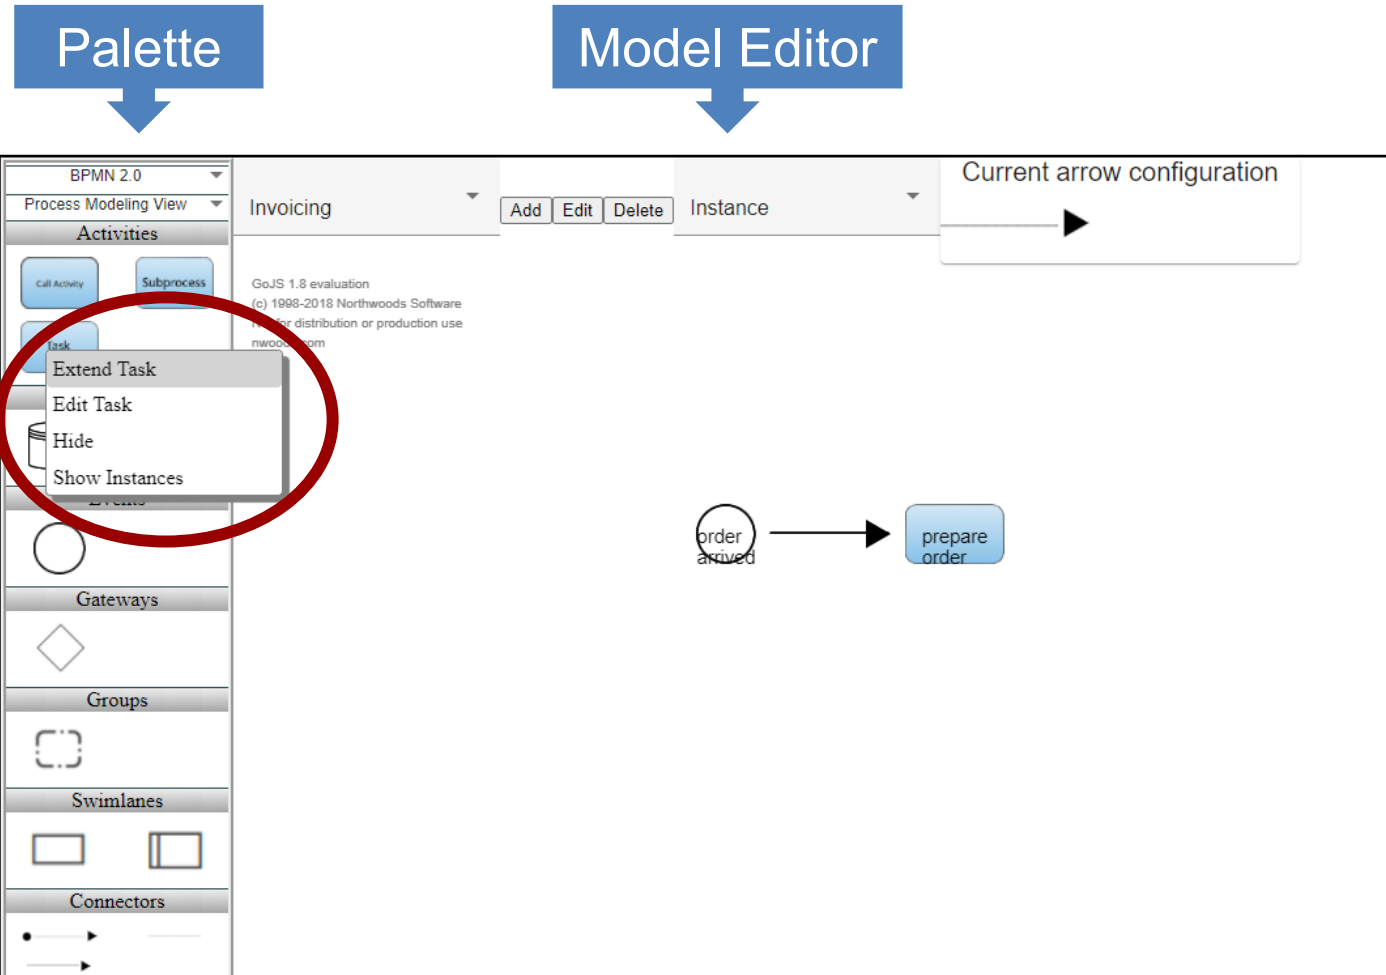 Palette
Model Editor
BPMN 2.0
Process Modeling View
Activities
Call Activity
Subprocess
Task
Extend Task
Edit Task
Hide
Show Instances
Events
Gateways
Groups
Swimlanes
Connectors
Invoicing
Add
Edit
Delete
Instance
Current arrow configuration
GoJS 1.8 evaluation
(c) 1998-2018 Northwoods Software
for distribution or production use
order
arrived
prepare
order